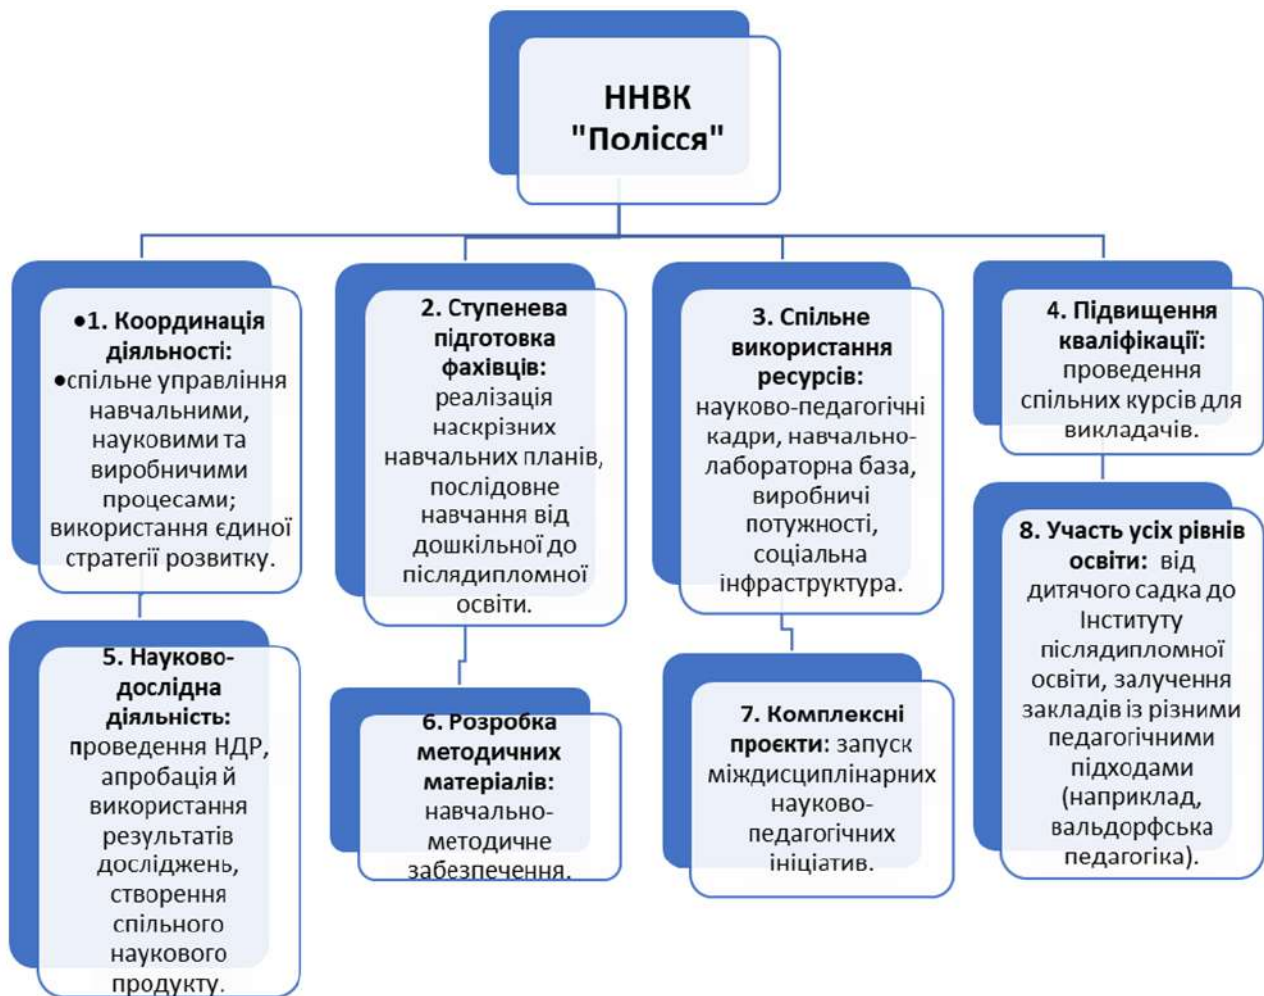 ННВК
"Полісся"
•1. Координація
діяльності:
•спільне управління
навчальними,
науковими та
виробничими
процесами;
використання єдиної
стратегії розвитку.
2. Ступенева
підготовка
фахівців:
реалізація
наскрізних
навчальних планів,
послідовне
навчання від
дошкільної до
післядипломної
освіти.
3. Спільне
використання
ресурсів:
науково-педагогічні
кадри, навчально-
лабораторна база,
виробничі
потужності,
соціальна
інфраструктура.
4. Підвищення
кваліфікації:
проведення
спільних курсів для
викладачів.
5. Науково-
дослідна
діяльність:
проведення НДР,
апробація й
використання
результатів
досліджень,
створення
спільного
наукового
продукту.
6. Розробка
методичних
матеріалів:
навчально-
методичне
забезпечення.
7. Комплексні
проєкти: запуск
міждисциплінарних
науково-
педагогічних
ініціатив.
8. Участь усіх рівнів
освіти: від
дитячого садка до
Інституту
післядипломної
освіти, залучення
закладів із різними
педагогічними
підходами
(наприклад,
вальдорфська
педагогіка).